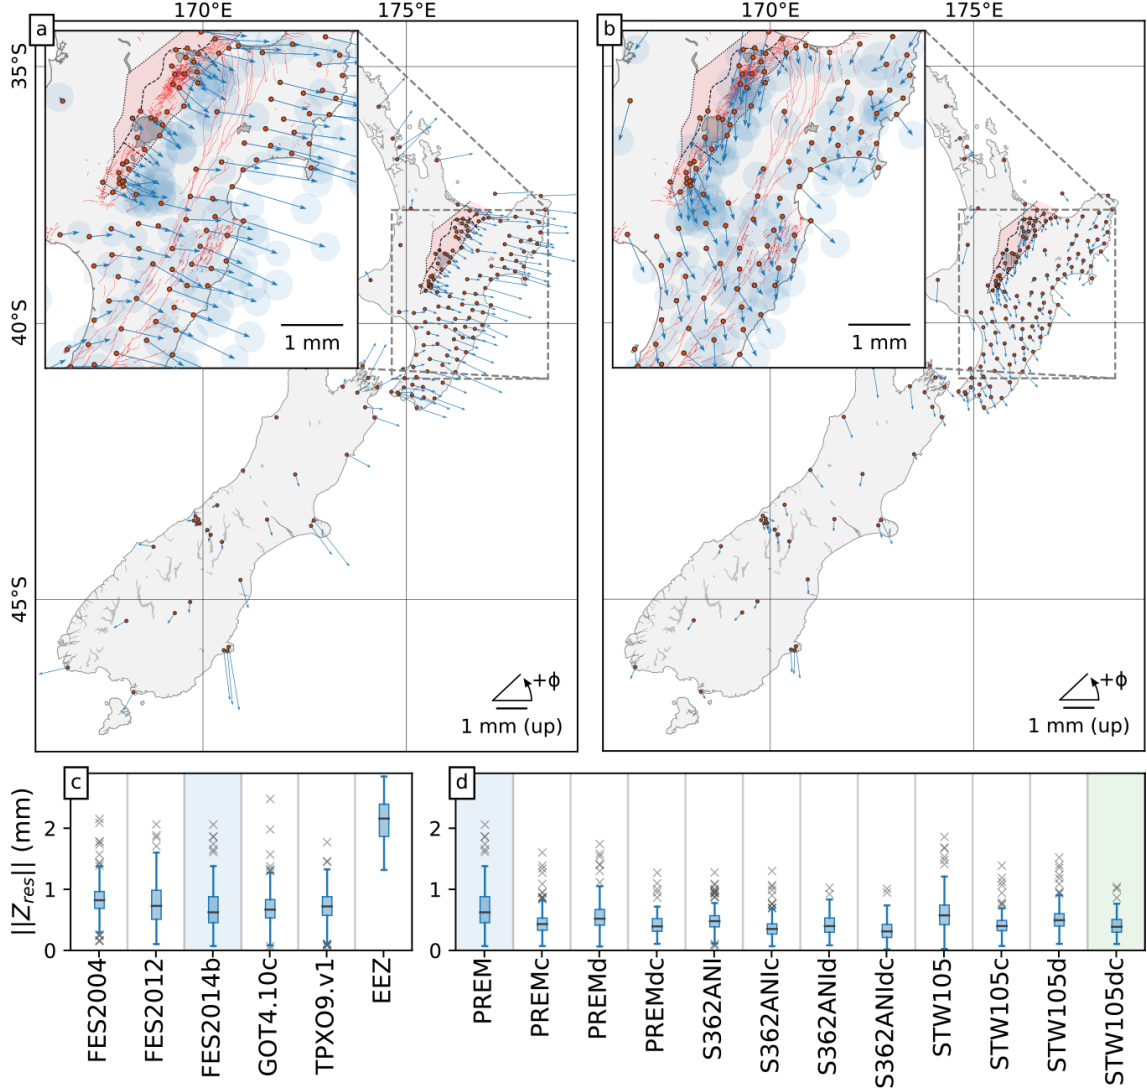 170°E
175°E
170°E
175°E
a
b
35°S
40°S
45°S
1 mm
1 mm
+ϕ
1 mm (up)
+ϕ
1 mm (up)
c
d
||Z_res|| (mm)
2
1
0
2
1
0
FES2004
FES2012
FES2014b
GOT4.10c
TPXO9.v1
EEZ
PREM
PREMc
PREMd
PREMdc
S362ANI
S362ANIc
S362ANId
S362ANIdc
STW105
STW105c
STW105d
STW105dc